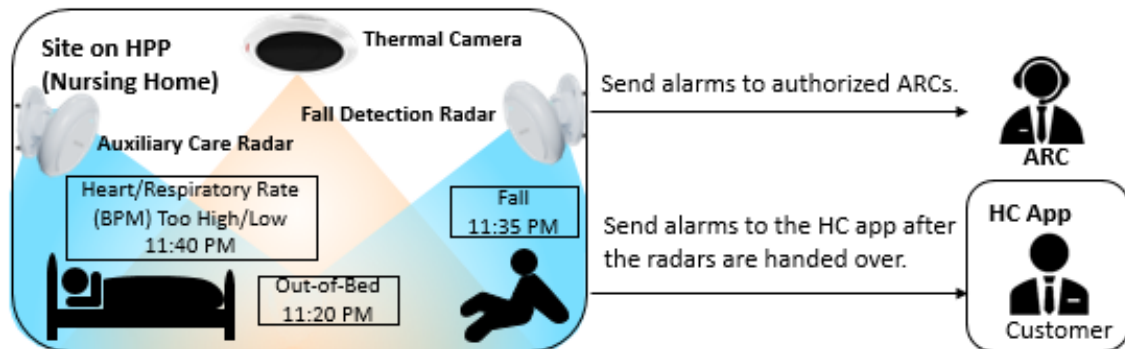 Site on HPP
(Nursing Home)
Thermal Camera
Fall Detection Radar
Auxiliary Care Radar
Heart/Respiratory Rate
(BPM) Too High/Low
11:40 PM
Fall
11:35 PM
Out-of-Bed
11:20 PM
Send alarms to authorized ARCs.
ARC
Send alarms to the HC app after
the radars are handed over.
HC App
Customer